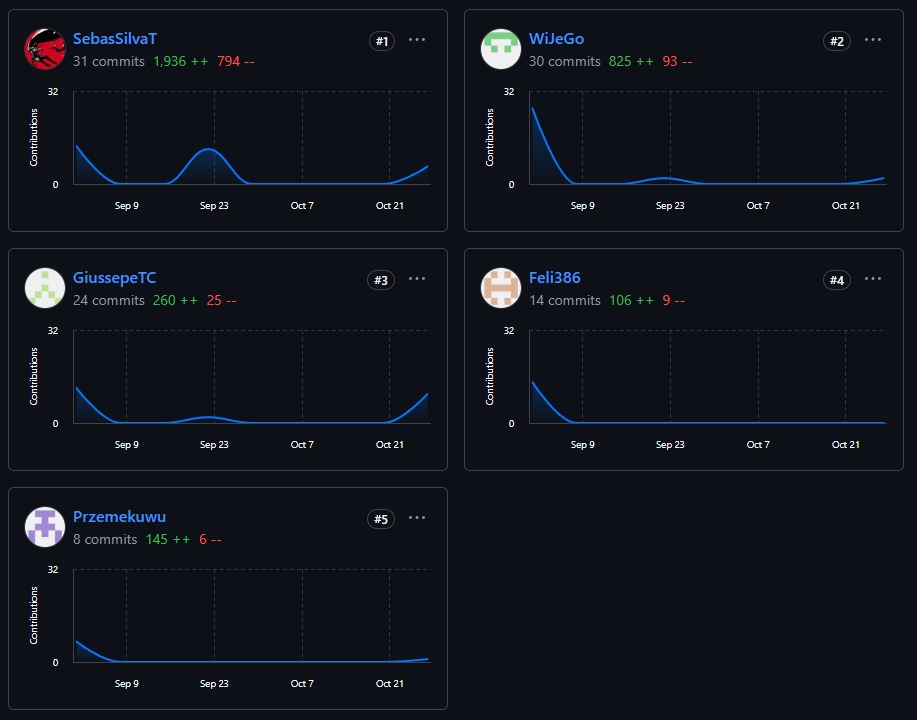 SebasSilvaT #1 ···
31 commits 1,936 ++ 794 --
32
Contributions
0
Sep 9 Sep 23 Oct 7 Oct 21
WiJeGo #2 ···
30 commits 825 ++ 93 --
32
Contributions
0
Sep 9 Sep 23 Oct 7 Oct 21
GiussepeTC #3 ···
24 commits 260 ++ 25 --
32
Contributions
0
Sep 9 Sep 23 Oct 7 Oct 21
Feli386 #4 ···
14 commits 106 ++ 9 --
32
Contributions
0
Sep 9 Sep 23 Oct 7 Oct 21
Przemekuwu #5 ···
8 commits 145 ++ 6 --
32
Contributions
0
Sep 9 Sep 23 Oct 7 Oct 21